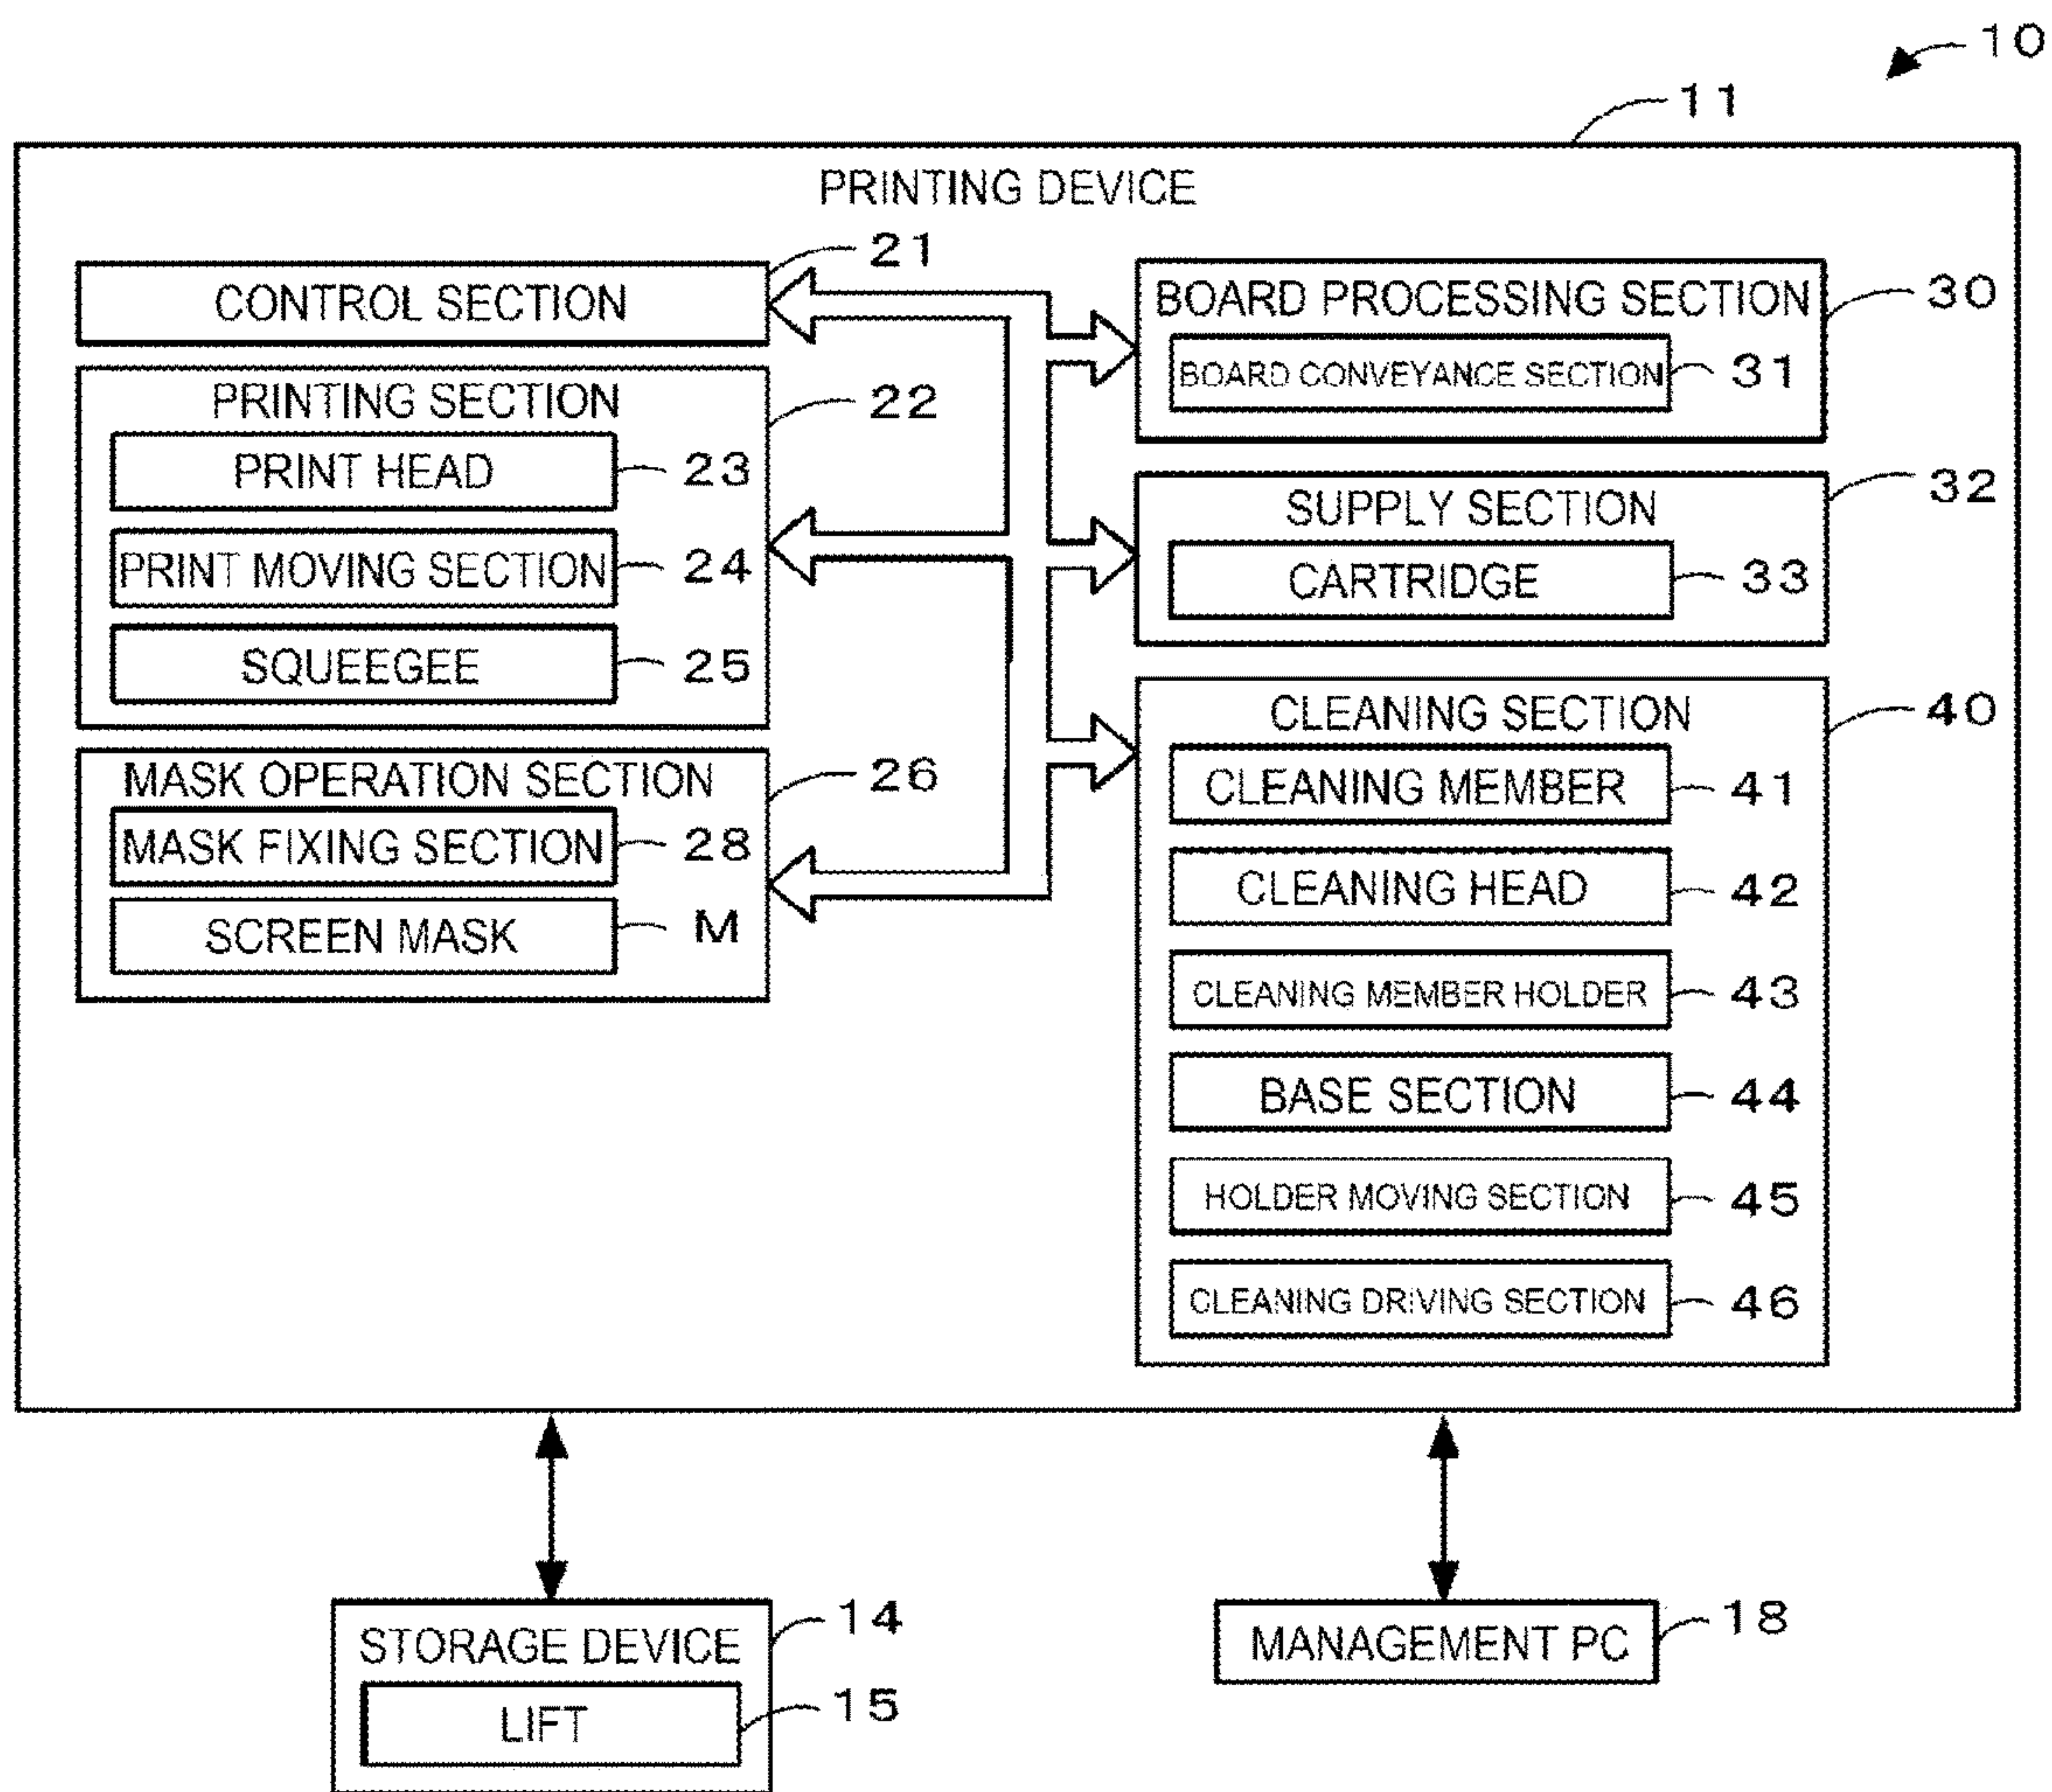 10
11
PRINTING DEVICE
CONTROL SECTION
21
PRINTING SECTION
22
PRINT HEAD
23
PRINT MOVING SECTION
24
SQUEEGEE
25
MASK OPERATION SECTION
26
MASK FIXING SECTION
28
SCREEN MASK
M
BOARD PROCESSING SECTION
30
BOARD CONVEYANCE SECTION
31
SUPPLY SECTION
32
CARTRIDGE
33
CLEANING SECTION
40
CLEANING MEMBER
41
CLEANING HEAD
42
CLEANING MEMBER HOLDER
43
BASE SECTION
44
HOLDER MOVING SECTION
45
CLEANING DRIVING SECTION
46
STORAGE DEVICE
14
LIFT
15
MANAGEMENT PC
18